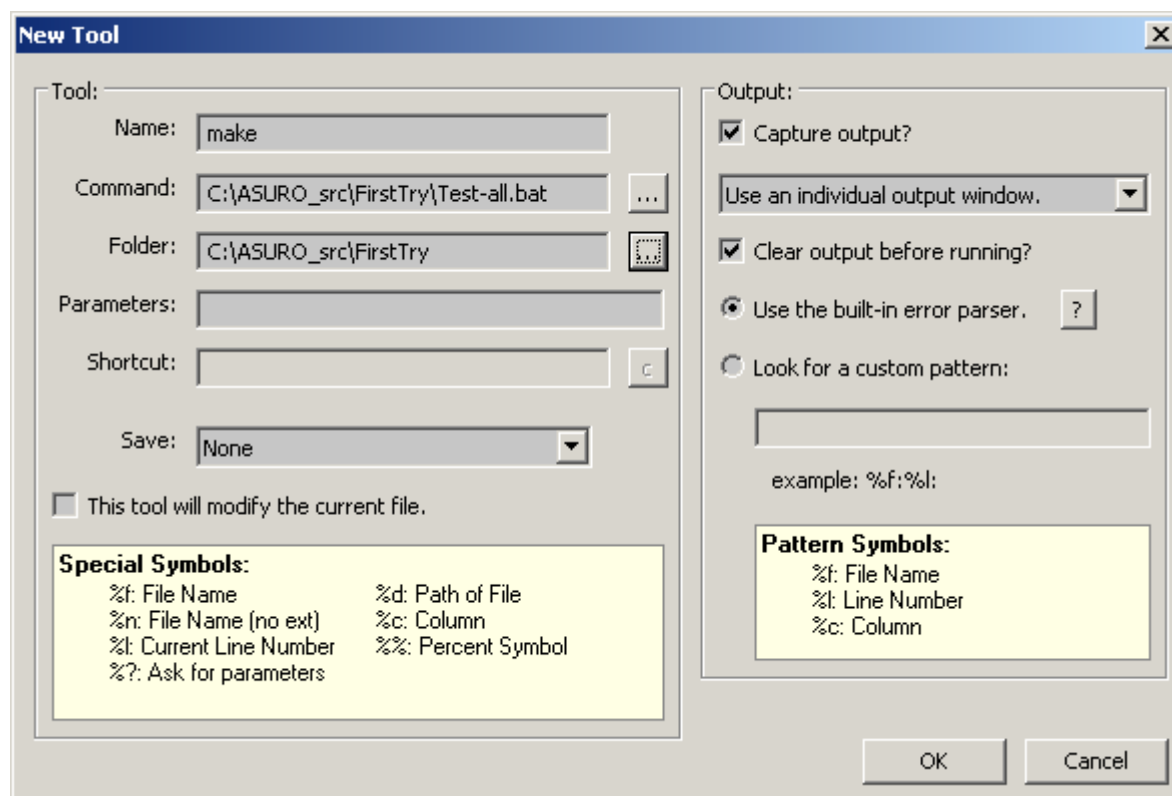 New Tool
Tool:
Name: make
Command: C:\ASURO_src\FirstTry\Test-all.bat ...
Folder: C:\ASURO_src\FirstTry ...
Parameters:
Shortcut: c
Save: None
This tool will modify the current file.
Special Symbols:
%f: File Name %d: Path of File
%n: File Name (no ext) %c: Column
%l: Current Line Number %%: Percent Symbol
%?: Ask for parameters
Output:
Capture output?
Use an individual output window.
Clear output before running?
Use the built-in error parser. ?
Look for a custom pattern:
example: %f:%l:
Pattern Symbols:
%f: File Name
%l: Line Number
%c: Column
OK Cancel